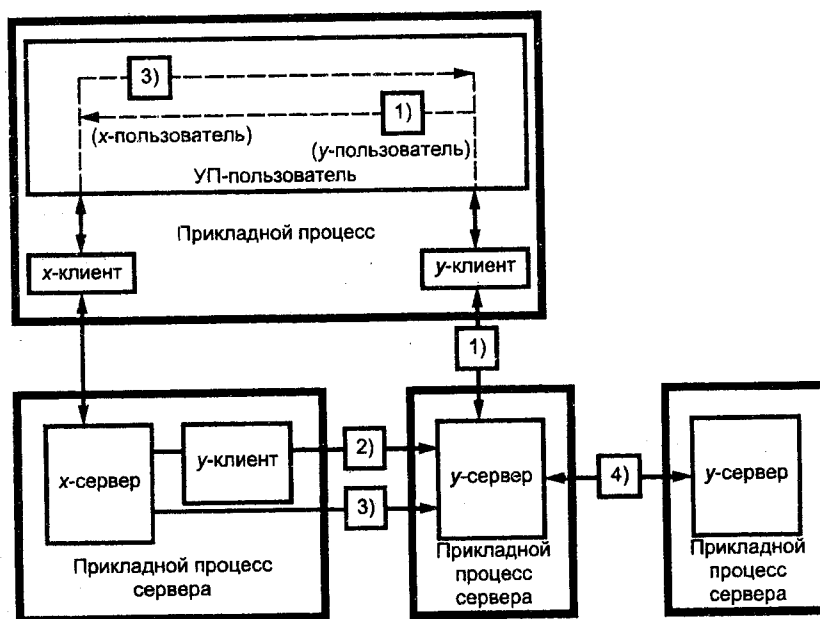 3)
1)
(x-пользователь)
(y-пользователь)
УП-пользователь
Прикладной процесс
x-клиент
y-клиент
1)
x-сервер
y-клиент
2)
3)
Прикладной процесс
сервера
y-сервер
Прикладной
процесс
сервера
4)
y-сервер
Прикладной
процесс
сервера